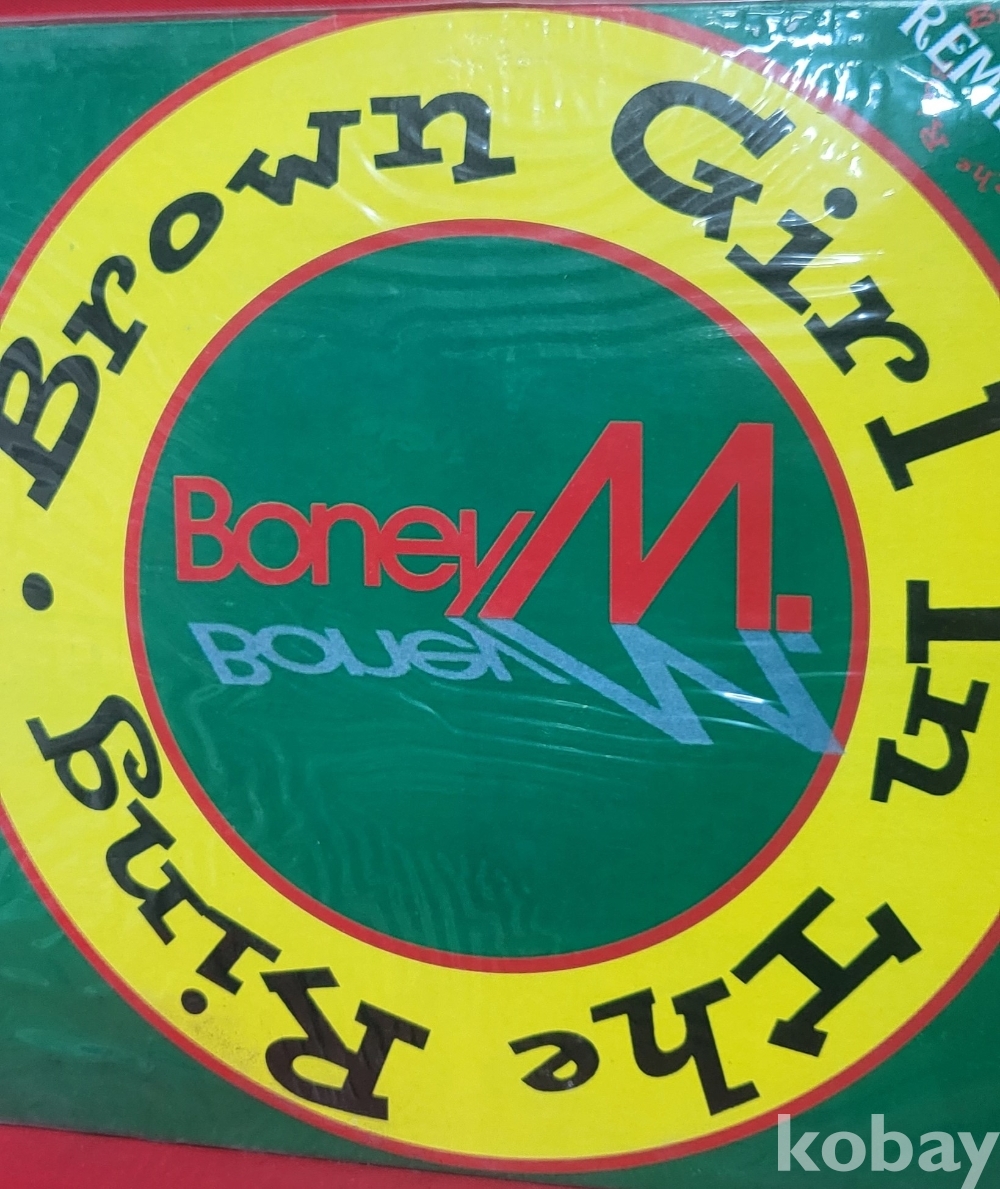 Brown Girl In The Ring •
Boney M.
Boney M.
REM
kobay